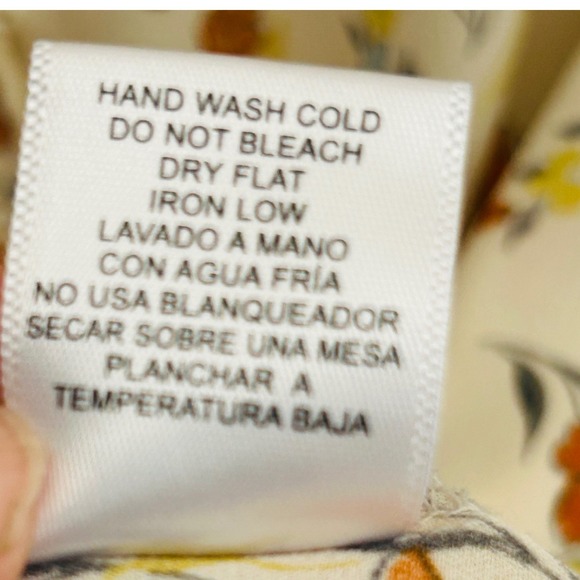 HAND WASH COLD
DO NOT BLEACH
DRY FLAT
IRON LOW
LAVADO A MANO
CON AGUA FRÍA
NO USA BLANQUEADOR
SECAR SOBRE UNA MESA
PLANCHAR A
TEMPERATURA BAJA